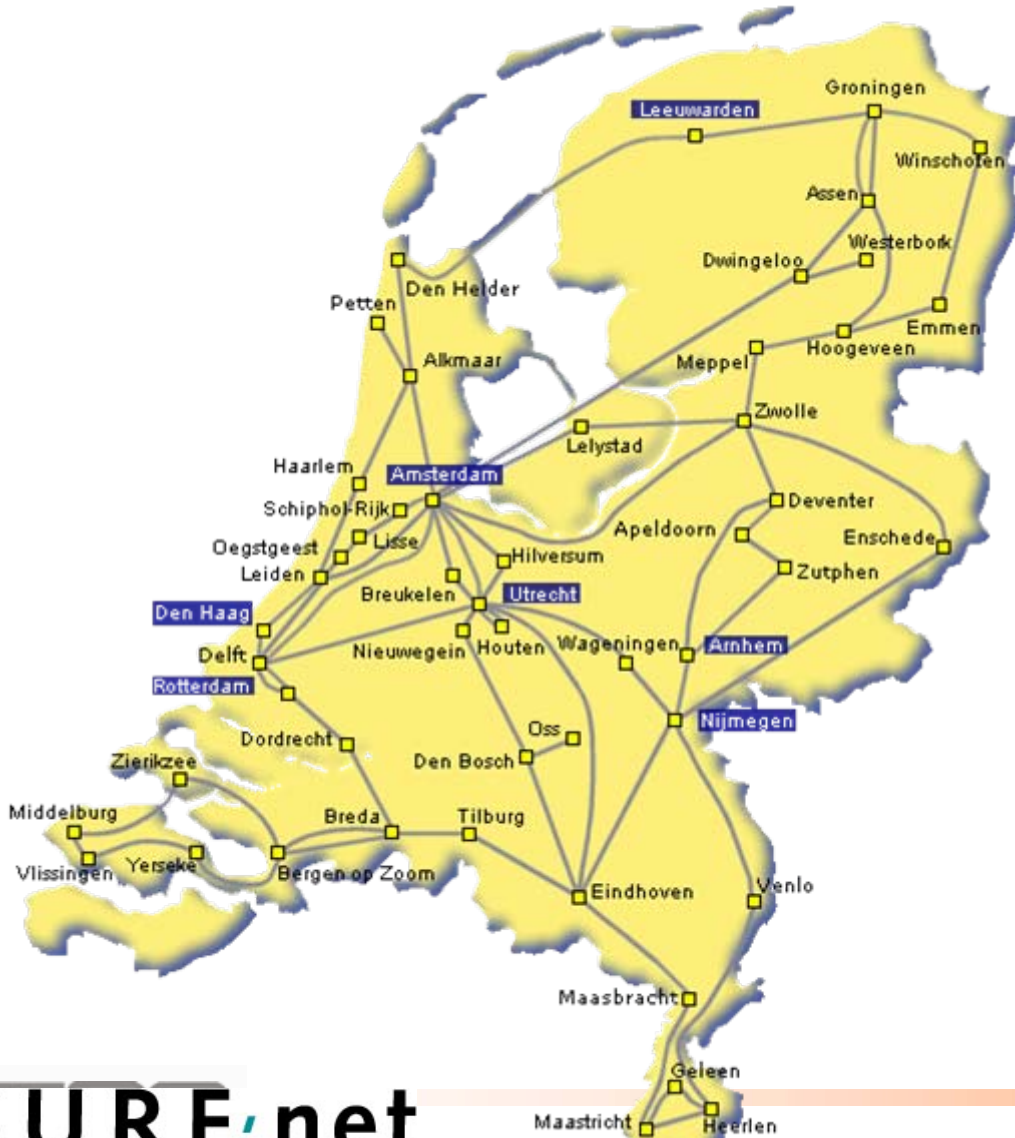 Groningen
Leeuwarden
Winschoten
Assen
Westerbork
Dwingeloo
Den Helder
Petten
Emmen
Hoogeveen
Meppel
Alkmaar
Zwolle
Lelystad
Haarlem
Amsterdam
Schiphol-Rijk
Deventer
Apeldoorn
Enschede
Oegstgeest
Lisse
Hilversum
Leiden
Zutphen
Breukelen
Utrecht
Den Haag
Nieuwegein
Houten
Wageningen
Arnhem
Delft
Rotterdam
Nijmegen
Oss
Dordrecht
Den Bosch
Zierikzee
Middelburg
Breda
Tilburg
Vlissingen
Yerseke
Bergen op Zoom
Eindhoven
Venlo
Maasbracht
Geleen
Maastricht
Heerlen
URF'net